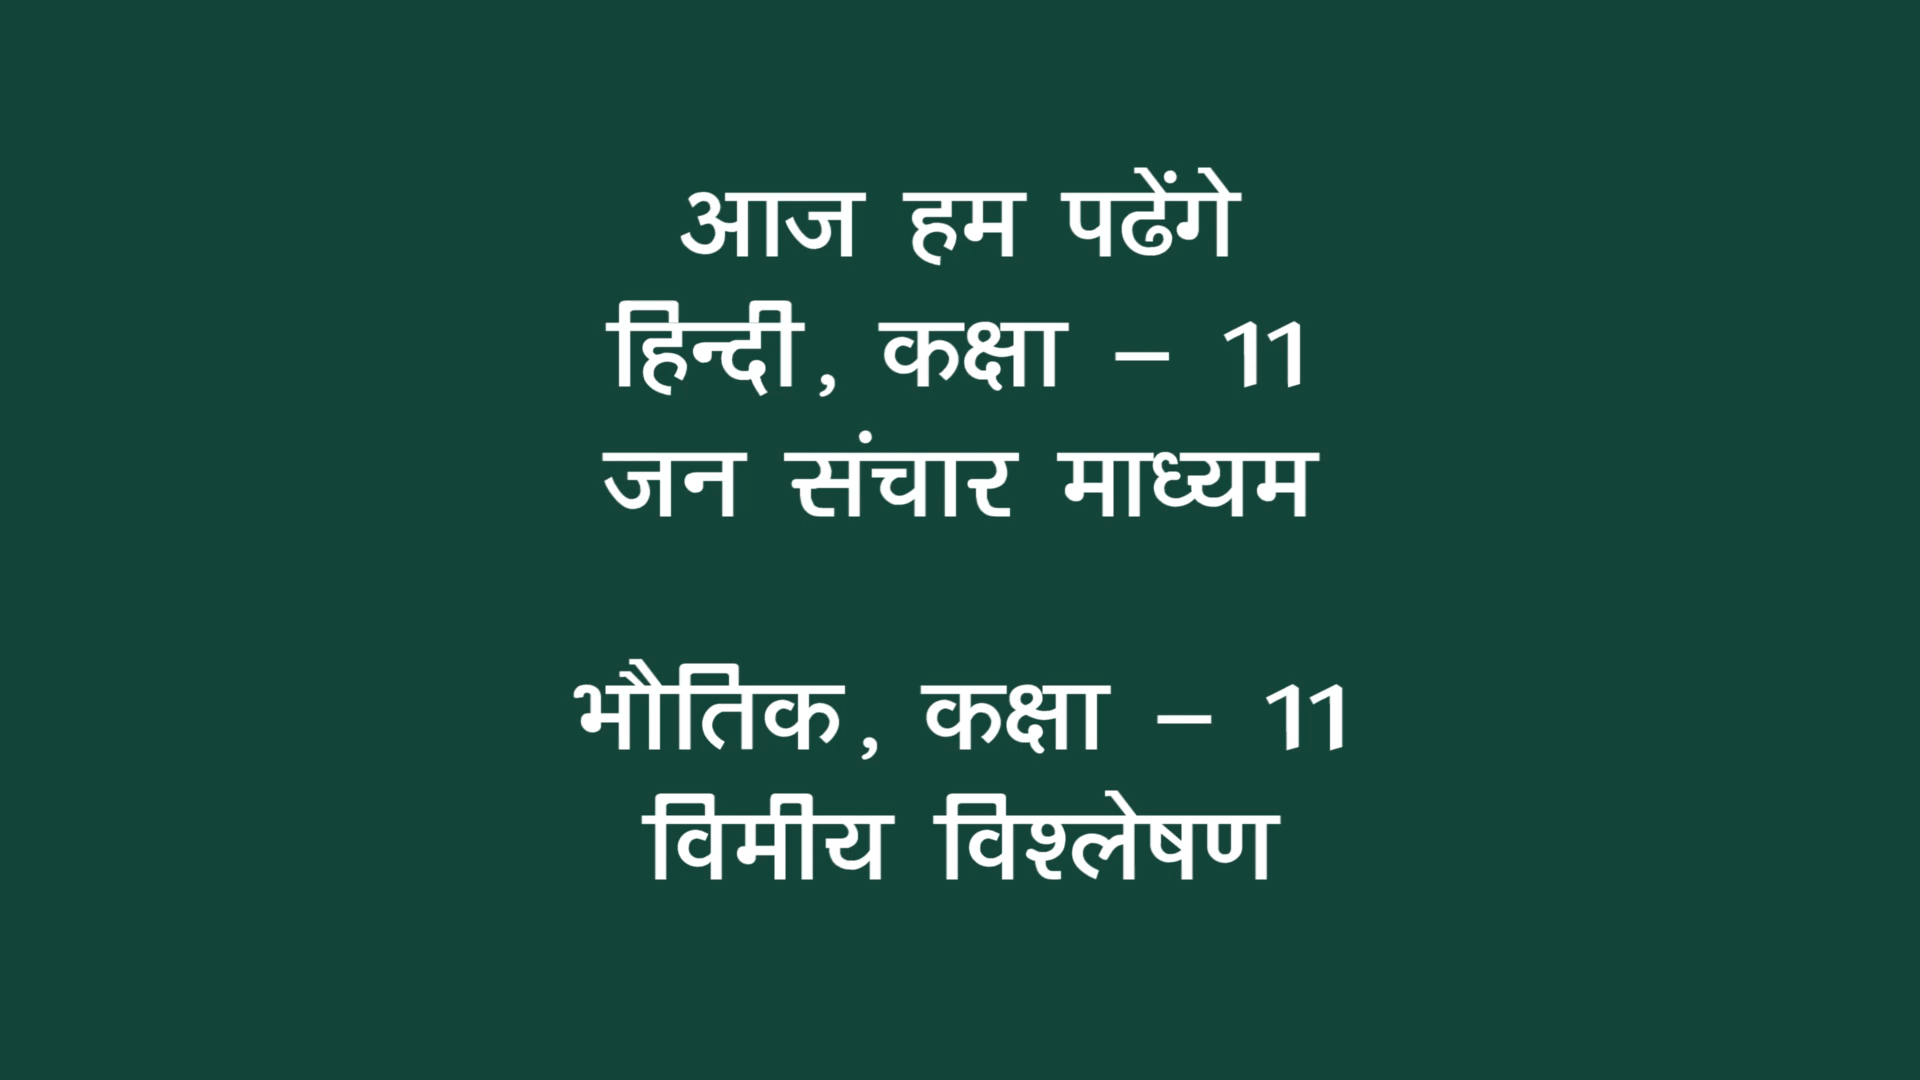 आज हम पढेंगे
हिन्दी, कक्षा – 11
जन संचार माध्यम
भौतिक, कक्षा – 11
विमीय विश्लेषण